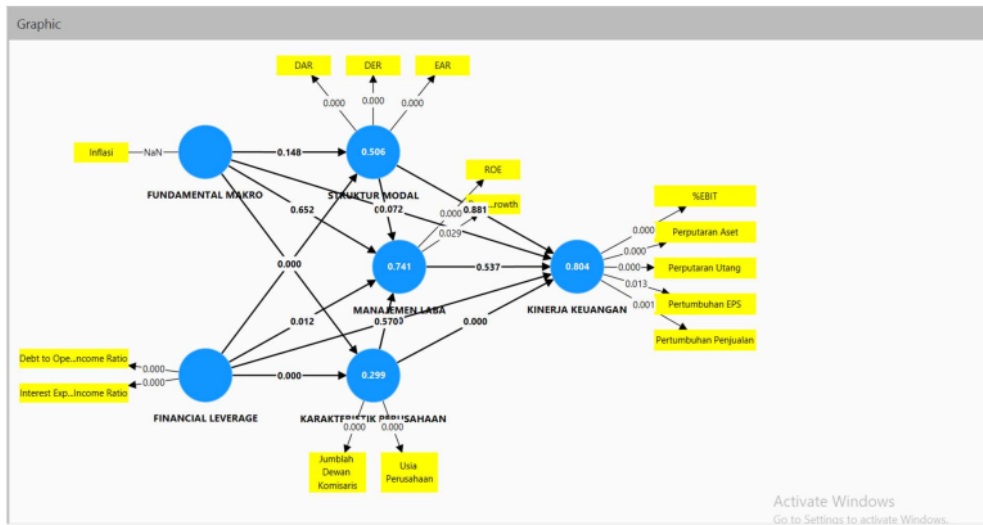 Graphic
DAR
DER
EAR
0.000
0.000
0.000
Inflasi
NaN
0.148
0.506
ROE
FUNDAMENTAL MAKRO
STRUKTUR MODAL
%EBIT
0.652
0.072
0.000
0.881
...rowth
0.029
0.000
Perputaran Aset
0.000
0.000
0.741
0.537
0.804
0.000
Perputaran Utang
0.013
MANAJEMEN LABA
KINERJA KEUANGAN
0.001
Pertumbuhan EPS
0.012
0.570
0.000
Pertumbuhan Penjualan
Debt to Ope...ncome Ratio
0.000
0.000
Interest Exp...Income Ratio
0.000
0.299
FINANCIAL LEVERAGE
KARAKTERISTIK PERUSAHAAN
0.000
0.000
Jumblah
Dewan
Komisaris
Usia
Perusahaan
Activate Windows
Go to Settings to activate Windows.